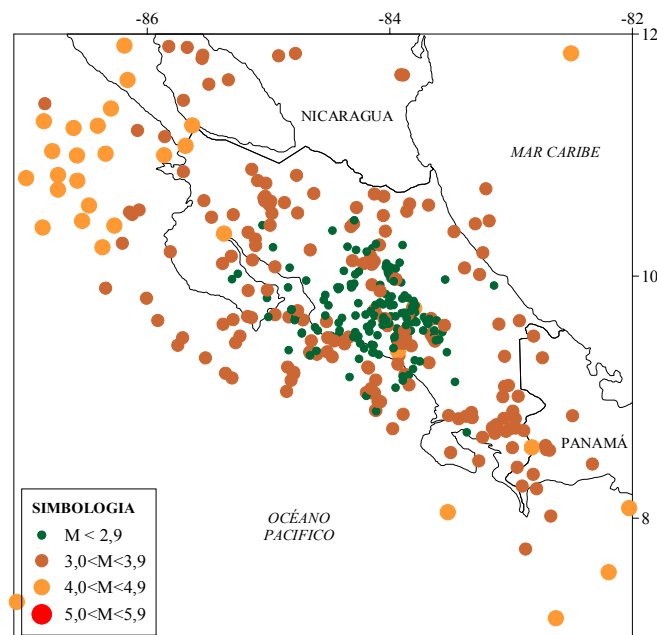 -86
-84
-82
12
NICARAGUA
MAR CARIBE
10
PANAMÁ
SIMBOLOGIA
M < 2,9
3,0<M<3,9
4,0<M<4,9
5,0<M<5,9
OCÉANO
PACIFICO
8